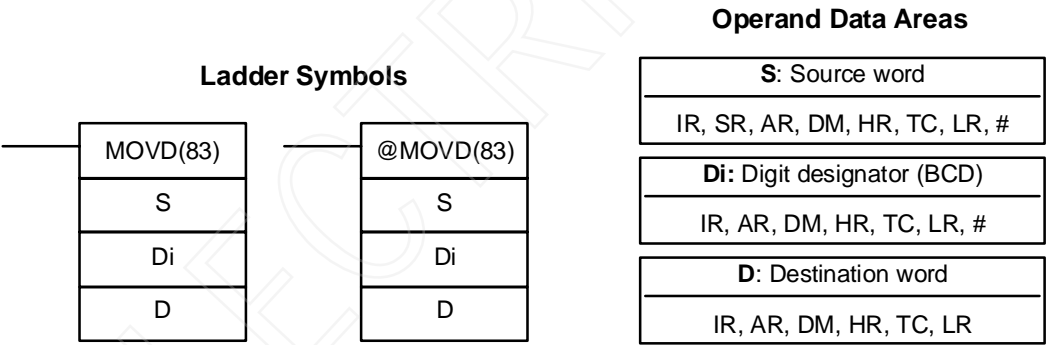 Ladder Symbols
MOVD(83)
S
Di
D
@MOVD(83)
S
Di
D
Operand Data Areas
S: Source word
IR, SR, AR, DM, HR, TC, LR, #
Di: Digit designator (BCD)
IR, AR, DM, HR, TC, LR, #
D: Destination word
IR, AR, DM, HR, TC, LR